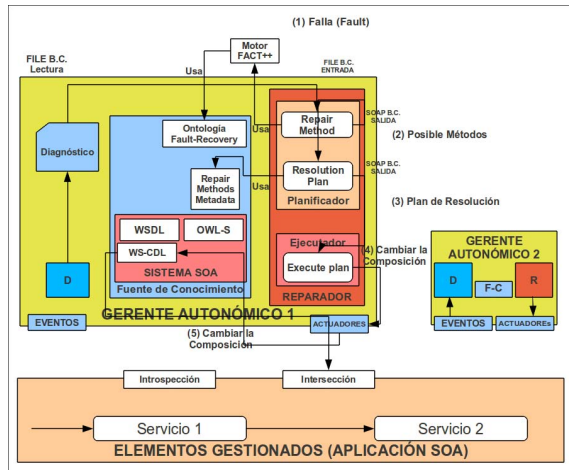 (1) Falla (Fault)
Motor
FACT++
FILE B.C.
Lectura
Usa
FILE B.C.
ENTRADA
SOAP B.C.
SALIDA
Ontología
Fault-Recovery
Usa
Repair
Method
(2) Posible Métodos
Diagnóstico
SOAP B.C.
SALIDA
Repair
Methods
Metadata
Usa
Resolution
Plan
Planificador
(3) Plan de Resolución
WSDL
OWL-S
WS-CDL
SISTEMA SOA
Fuente de Conocimiento
Ejecutador
Execute plan
REPARADOR
(4) Cambiar la
Composición
D
GERENTE
AUTONÓMICO 2
D
F-C
R
EVENTOS
ACTUADOREs
EVENTOS
GERENTE AUTONÓMICO 1
ACTUADORES
(5) Cambiar la
Composición
Introspección
Intersección
Servicio 1
Servicio 2
ELEMENTOS GESTIONADOS (APLICACIÓN SOA)